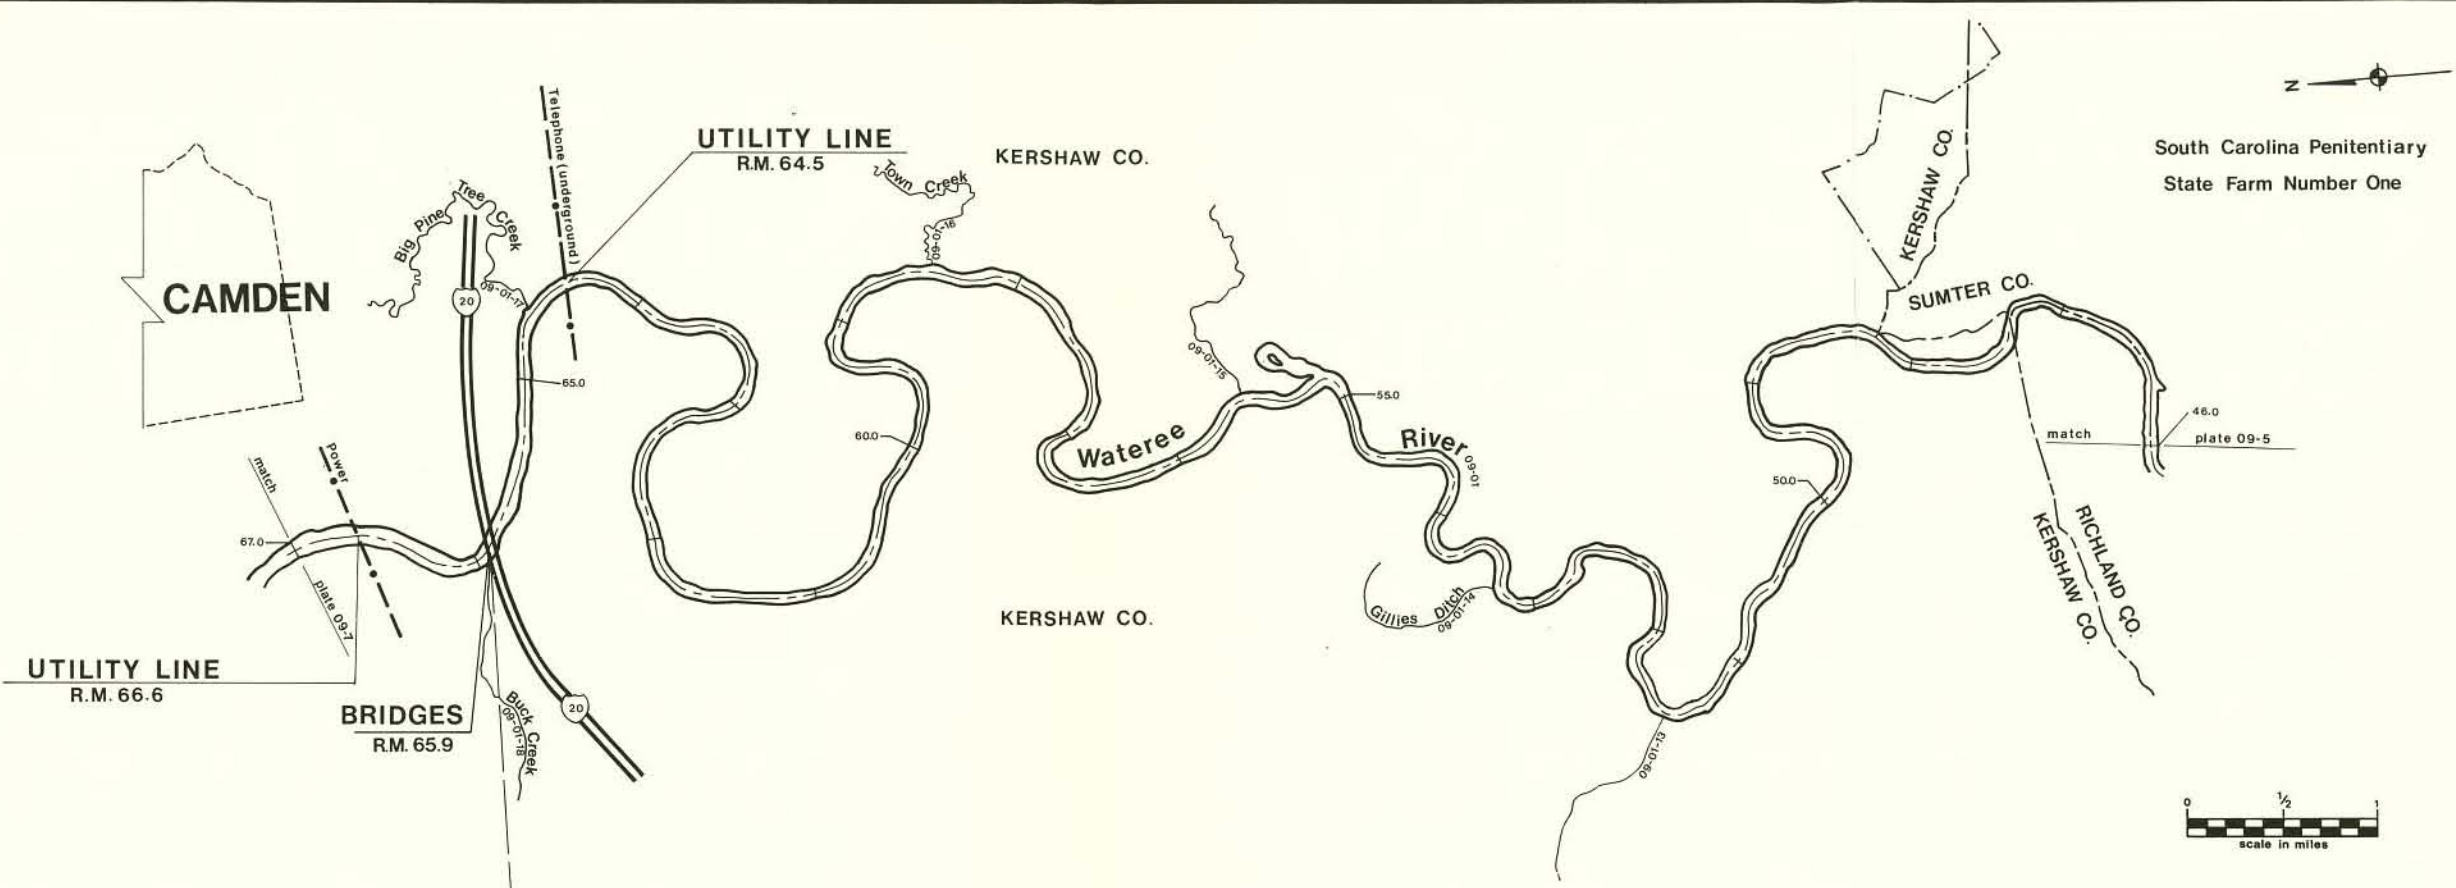 N
South Carolina Penitentiary
State Farm Number One
KERSHAW CO.
SUMTER CO.
KERSHAW CO.
UTILITY LINE
R.M. 64.5
Telephone (underground)
Town Creek
09-01-16
Big Pine Tree Creek
09-01-17
20
CAMDEN
65.0
09-01-15
55.0
60.0
Wateree River
09-01
46.0
match plate 09-5
50.0
Power
match plate 09-7
67.0
RICHLAND CO.
KERSHAW CO.
KERSHAW CO.
Gillies Ditch
09-01-14
UTILITY LINE
R.M. 66.6
BRIDGES
R.M. 65.9
Buck Creek
09-01-18
20
09-01-13
0 1/2 1
scale in miles